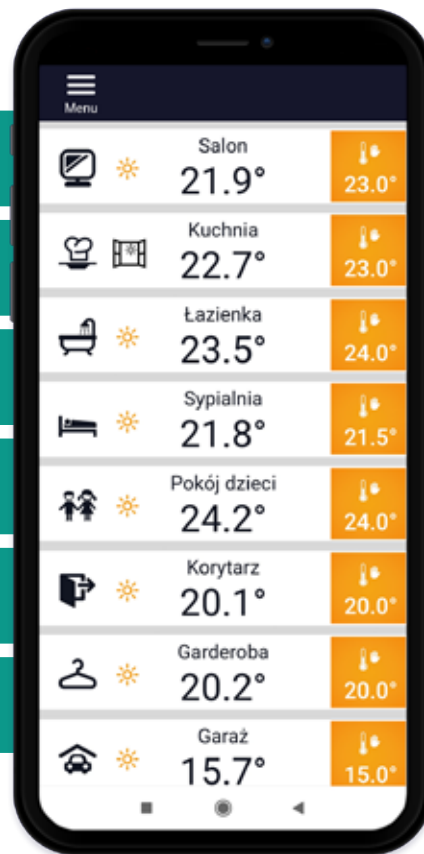 Menu
Salon
21.9°
23.0°
Kuchnia
22.7°
23.0°
Łazienka
23.5°
24.0°
Sypialnia
21.8°
21.5°
Pokój dzieci
24.2°
24.0°
Korytarz
20.1°
20.0°
Garderoba
20.2°
20.0°
Garaż
15.7°
15.0°